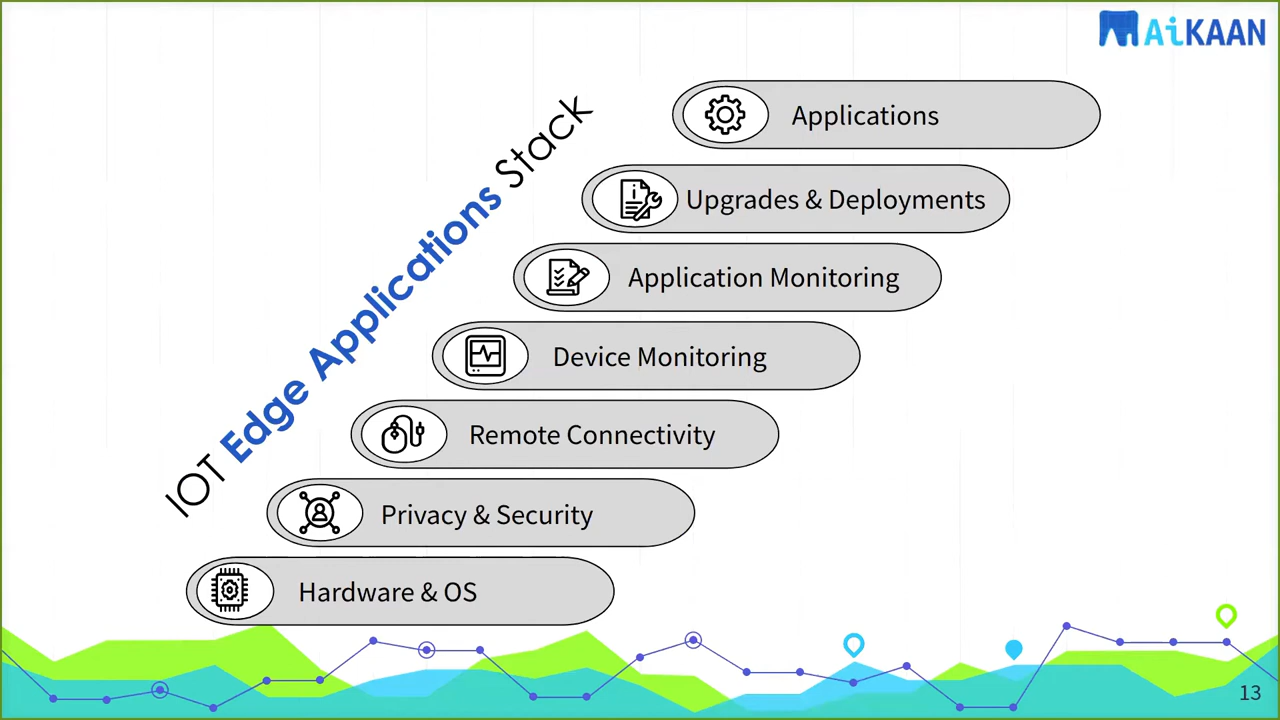 AiKAAN
IOT Edge Applications Stack
Applications
Upgrades & Deployments
Application Monitoring
Device Monitoring
Remote Connectivity
Privacy & Security
Hardware & OS
13